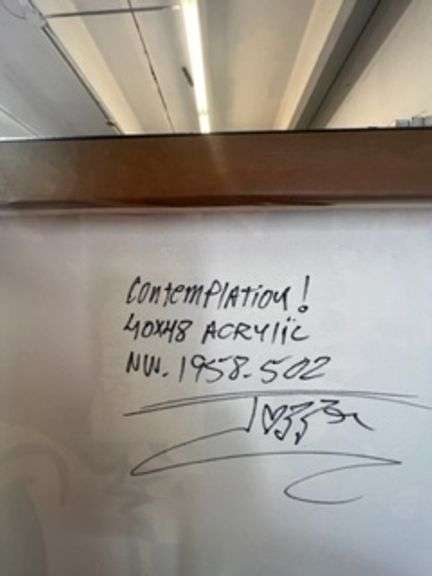 ContemplAtion!
40x48 ACRYlic
NW. 1958.502